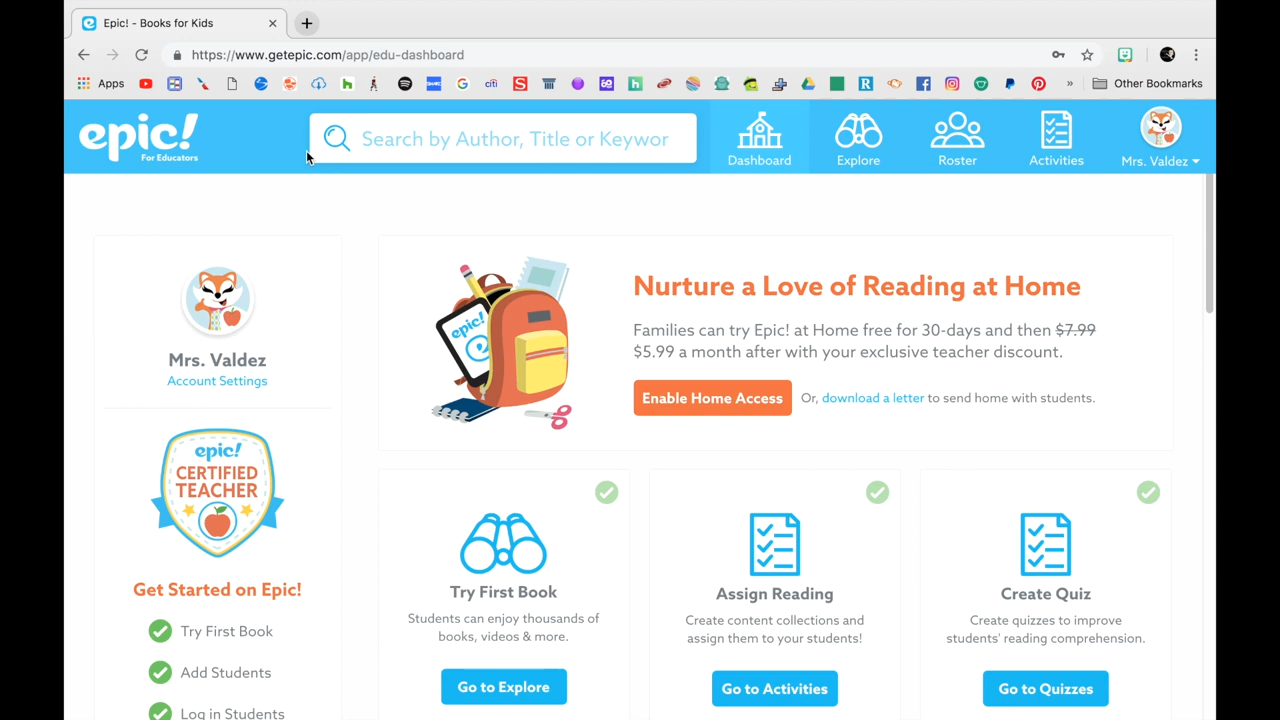 Epic! - Books for Kids
https://www.getepic.com/app/edu-dashboard
Apps
citi
Other Bookmarks
epic!
For Educators
Search by Author, Title or Keywor
Dashboard
Explore
Roster
Activities
Mrs. Valdez
Mrs. Valdez
Account Settings
epic!
CERTIFIED
TEACHER
Get Started on Epic!
Try First Book
Add Students
Log in Students
epic!
Nurture a Love of Reading at Home
Families can try Epic! at Home free for 30-days and then $7.99
$5.99 a month after with your exclusive teacher discount.
Enable Home Access
Or, download a letter to send home with students.
Try First Book
Students can enjoy thousands of
books, videos & more.
Go to Explore
Assign Reading
Create content collections and
assign them to your students!
Go to Activities
Create Quiz
Create quizzes to improve
students' reading comprehension.
Go to Quizzes